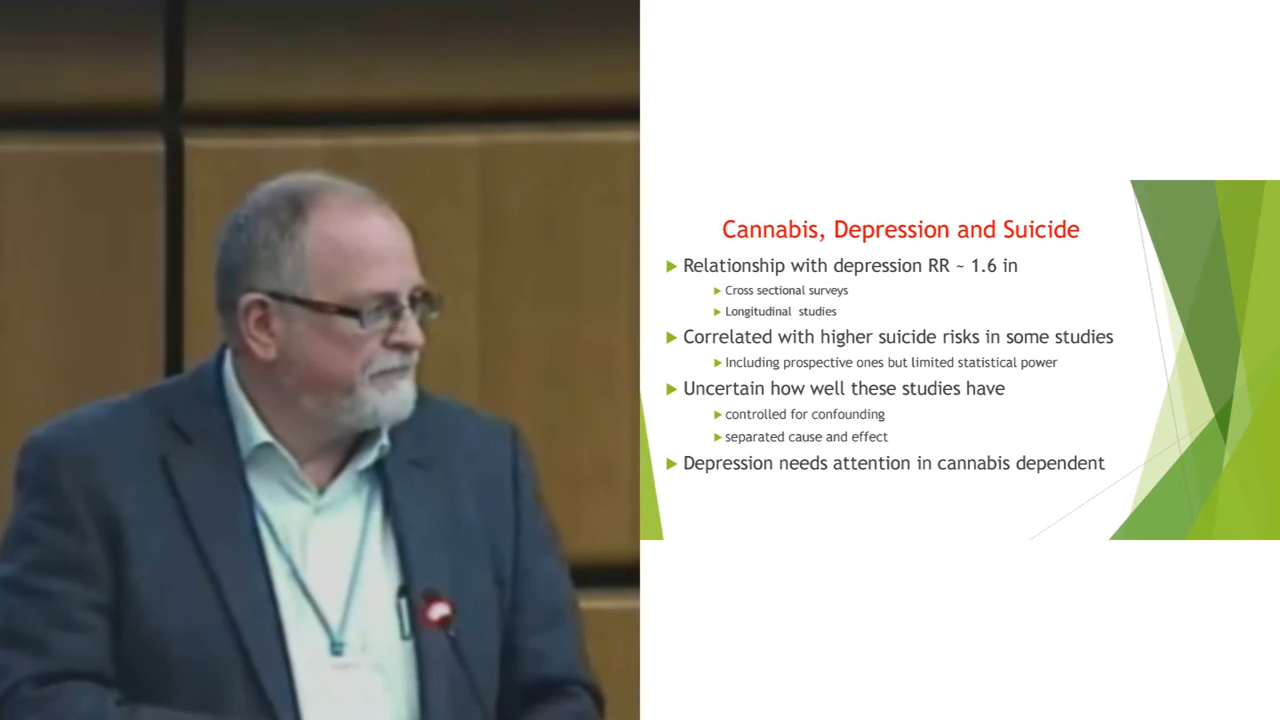 Cannabis, Depression and Suicide
Relationship with depression RR ~ 1.6 in
Cross sectional surveys
Longitudinal studies
Correlated with higher suicide risks in some studies
Including prospective ones but limited statistical power
Uncertain how well these studies have
controlled for confounding
separated cause and effect
Depression needs attention in cannabis dependent